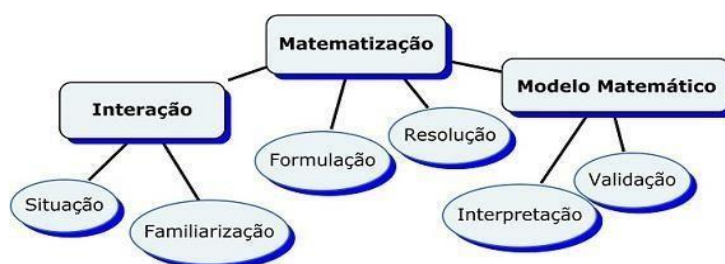 Matematização
Interação
Modelo Matemático
Situação
Familiarização
Formulação
Resolução
Interpretação
Validação